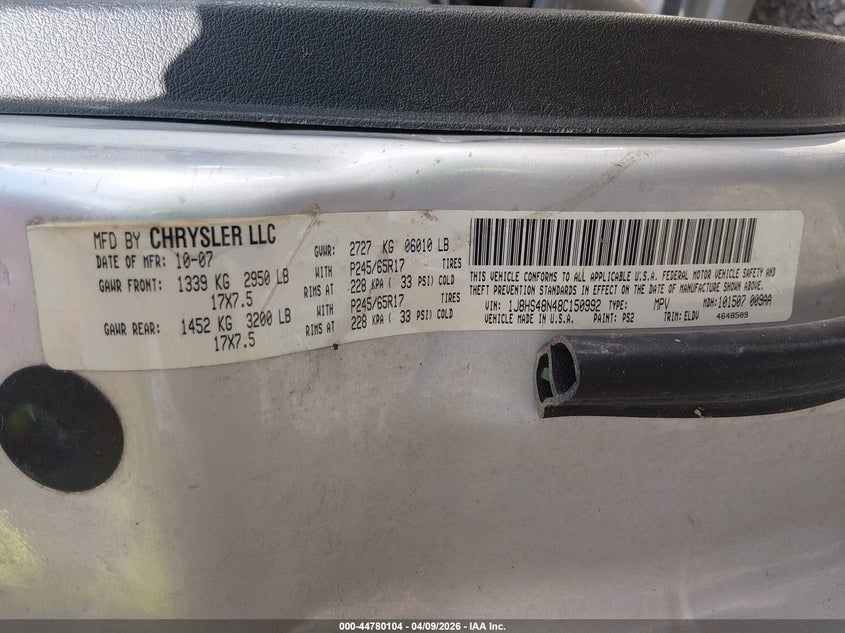 MFD BY CHRYSLER LLC
DATE OF MFR: 10-07
GVWR: 2727 KG 06010 LB
GAWR FRONT: 1339 KG 2950 LB WITH P245/65R17 TIRES
17X7.5 RIMS AT 228 KPA ( 33 PSI) COLD
GAWR REAR: 1452 KG 3200 LB WITH P245/65R17 TIRES
17X7.5 RIMS AT 228 KPA ( 33 PSI) COLD
THIS VEHICLE CONFORMS TO ALL APPLICABLE U.S.A. FEDERAL MOTOR VEHICLE SAFETY AND
THEFT PREVENTION STANDARDS IN EFFECT ON THE DATE OF MANUFACTURE SHOWN ABOVE.
VIN: 1J8HS48N48C150992 TYPE: MPV MDH:101507 009AA
VEHICLE MADE IN U.S.A. PAINT: PS2 TRIM: ELDV 4648509
000-44780104 - 04/09/2026 - IAA Inc.